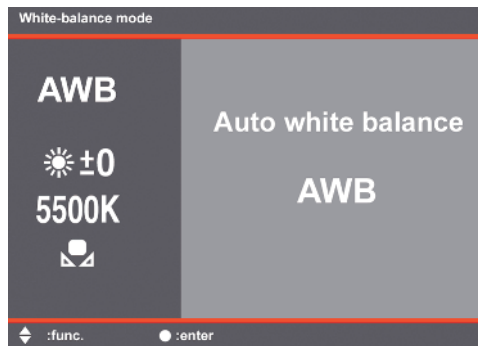 White-balance mode
AWB
±0
5500K
Auto white balance
AWB
:func.
:enter